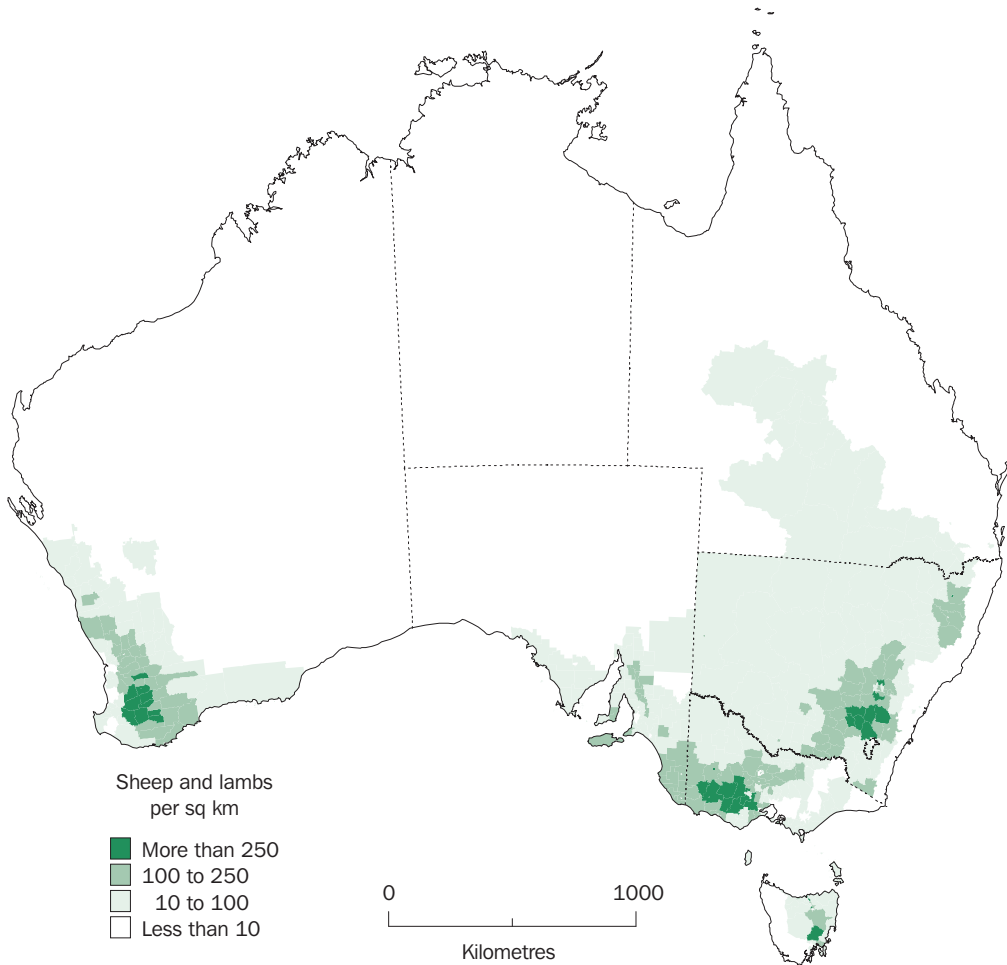 Sheep and lambs
per sq km
More than 250
100 to 250
10 to 100
Less than 10
0 1000
Kilometres